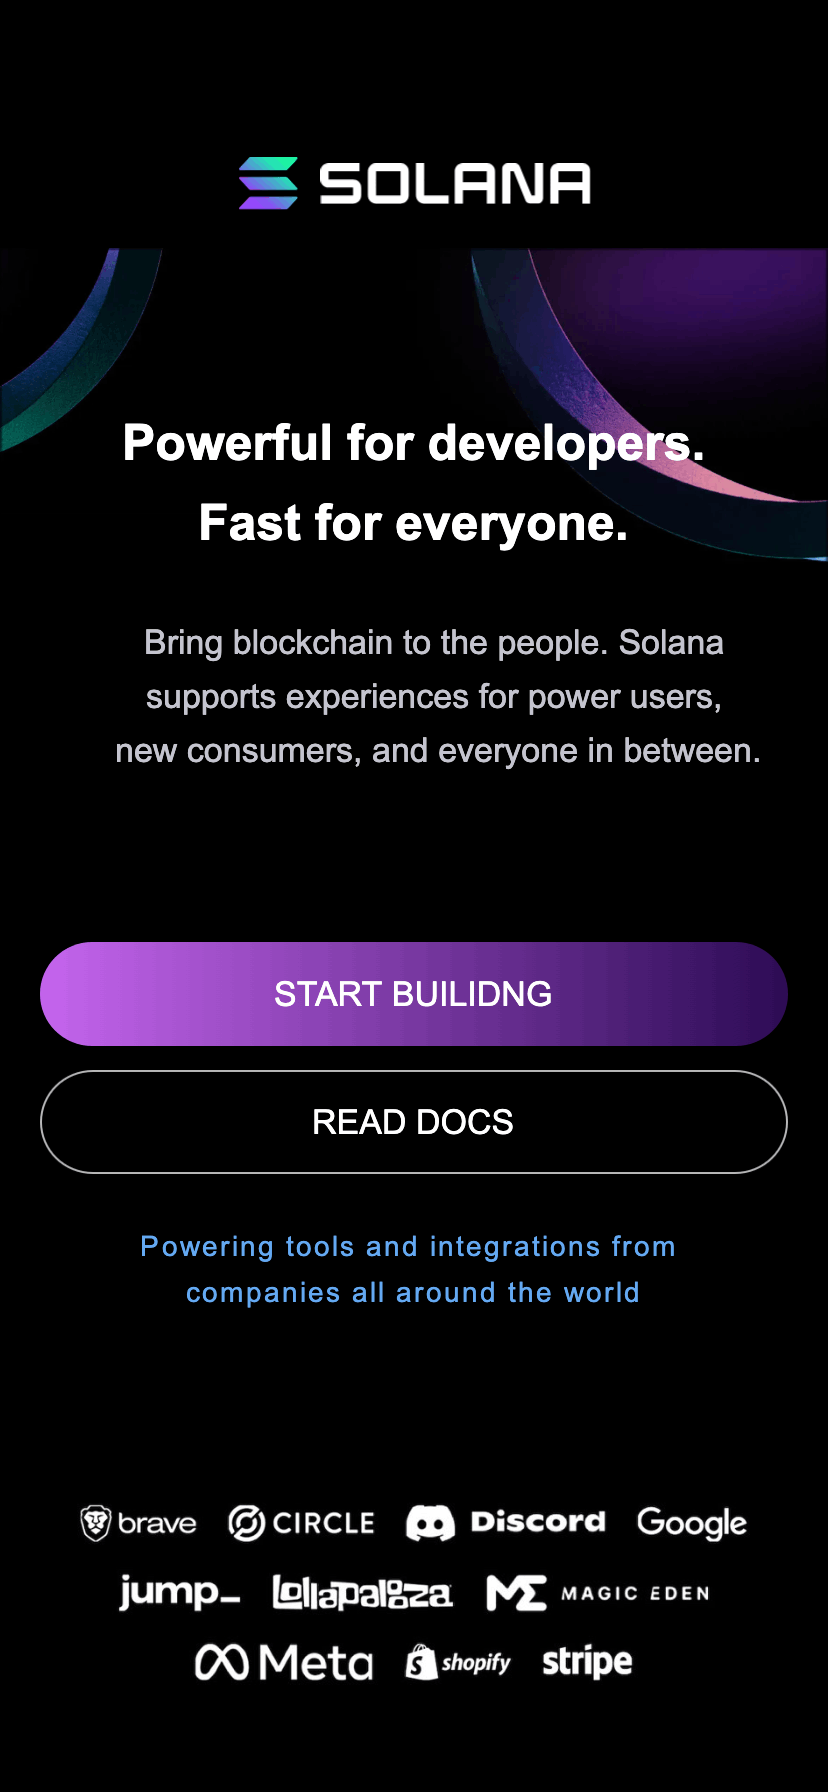 SOLANA
Powerful for developers.
Fast for everyone.
Bring blockchain to the people. Solana
supports experiences for power users,
new consumers, and everyone in between.
START BUILIDNG
READ DOCS
Powering tools and integrations from
companies all around the world
brave CIRCLE Discord Google
jump_ Lollapalooza MAGIC EDEN
Meta shopify stripe